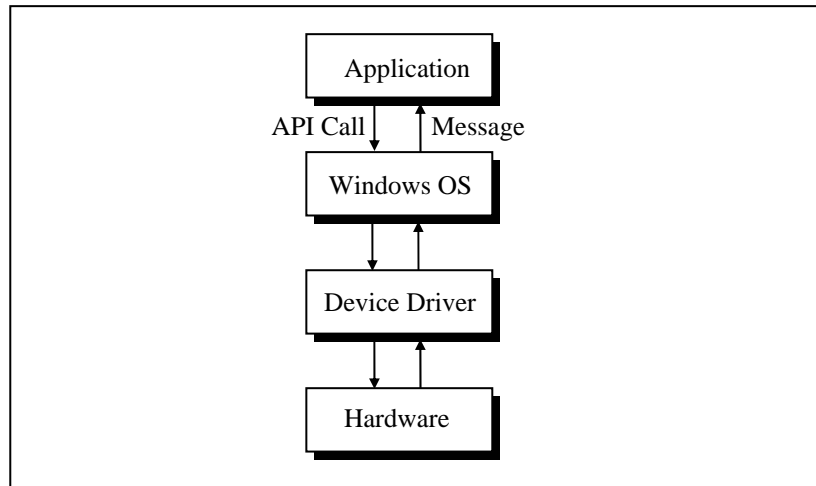 Application
API Call Message
Windows OS
Device Driver
Hardware